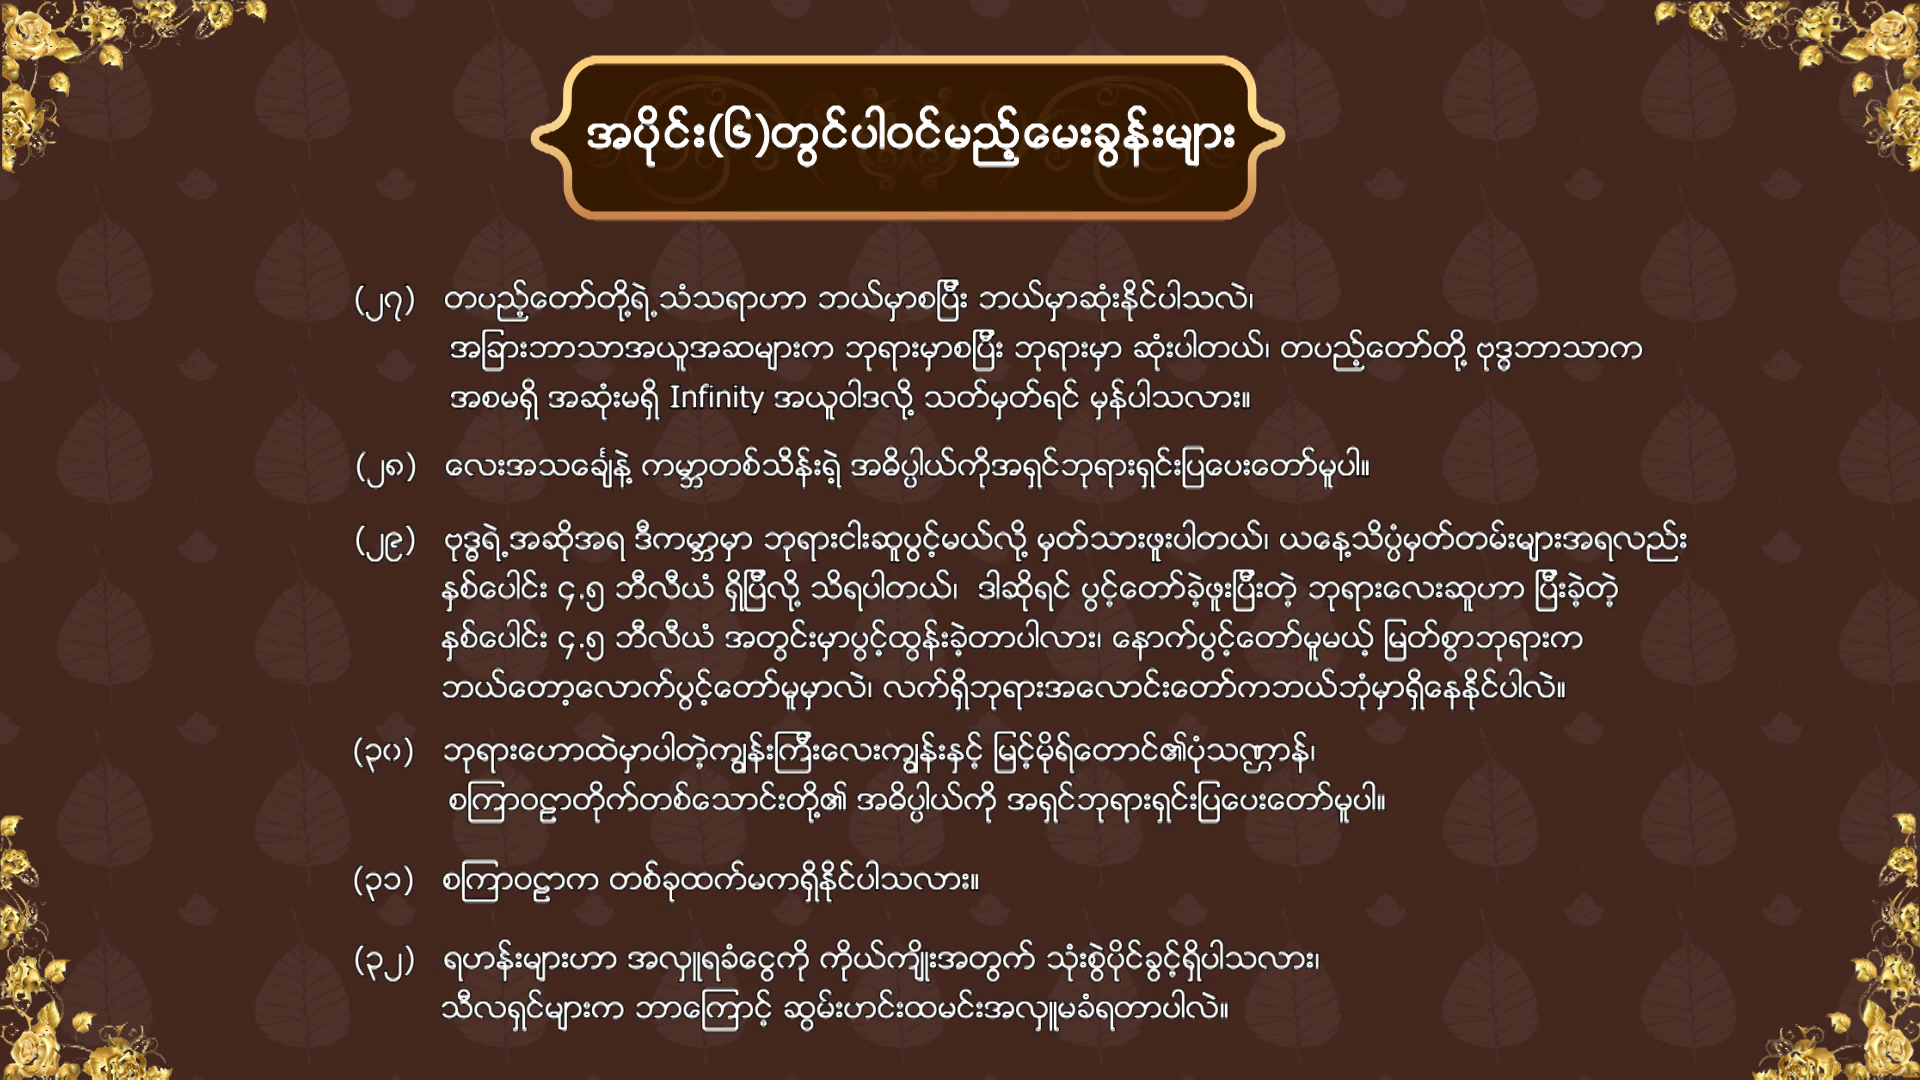 အပိုင်း(၆)တွင်ပါဝင်မည့်မေးခွန်းများ
(၂၇) တပည့်တော်တို့ရဲ့သံသရာဟာ ဘယ်မှာစပြီး ဘယ်မှာဆုံးနိုင်ပါသလဲ၊
အခြားဘာသာအယူအဆများက ဘုရားမှာစပြီး ဘုရားမှာ ဆုံးပါတယ်၊ တပည့်တော်တို့ ဗုဒ္ဓဘာသာက
အစမရှိ အဆုံးမရှိ Infinity အယူဝါဒလို့ သတ်မှတ်ရင် မှန်ပါသလား။
(၂၈) လေးအသင်္ချေနဲ့ ကမ္ဘာတစ်သိန်းရဲ့ အဓိပ္ပါယ်ကိုအရှင်ဘုရားရှင်းပြပေးတော်မူပါ။
(၂၉) ဗုဒ္ဓရဲ့အဆိုအရ ဒီကမ္ဘာမှာ ဘုရားငါးဆူပွင့်မယ်လို့ မှတ်သားဖူးပါတယ်၊ ယနေ့သိပ္ပံမှတ်တမ်းများအရလည်း
နှစ်ပေါင်း ၄.၅ ဘီလီယံ ရှိပြီလို့ သိရပါတယ်၊ ဒါဆိုရင် ပွင့်တော်ခဲ့ဖူးပြီးတဲ့ ဘုရားလေးဆူဟာ ပြီးခဲ့တဲ့
နှစ်ပေါင်း ၄.၅ ဘီလီယံ အတွင်းမှာပွင့်ထွန်းခဲ့တာပါလား၊ နောက်ပွင့်တော်မူမယ့် မြတ်စွာဘုရားက
ဘယ်တော့လောက်ပွင့်တော်မူမှာလဲ၊ လက်ရှိဘုရားအလောင်းတော်ကဘယ်ဘုံမှာရှိနေနိုင်ပါလဲ။
(၃၀) ဘုရားဟောထဲမှာပါတဲ့ကျွန်းကြီးလေးကျွန်းနှင့် မြင့်မိုရ်တောင်၏ပုံသဏ္ဌာန်၊
စကြာဝဠာတိုက်တစ်သောင်းတို့၏ အဓိပ္ပါယ်ကို အရှင်ဘုရားရှင်းပြပေးတော်မူပါ။
(၃၁) စကြာဝဠာက တစ်ခုထက်မကရှိနိုင်ပါသလား။
(၃၂) ရဟန်းများဟာ အလှူရခံငွေကို ကိုယ်ကျိုးအတွက် သုံးစွဲပိုင်ခွင့်ရှိပါသလား၊
သီလရှင်များက ဘာကြောင့် ဆွမ်းဟင်းထမင်းအလှူမခံရတာပါလဲ။